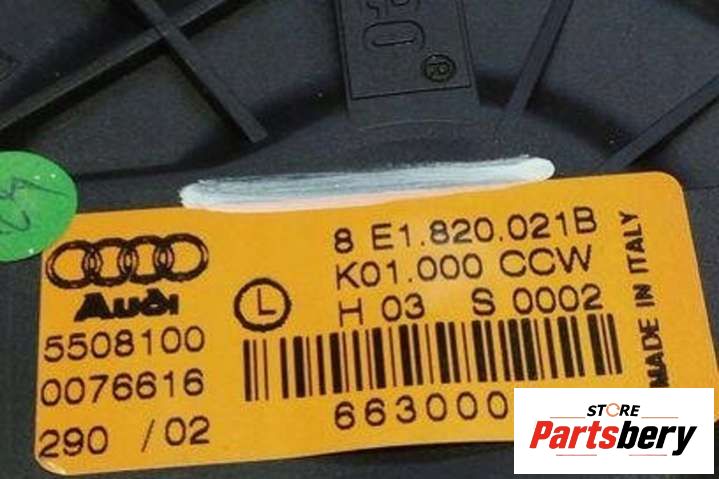 8 E1.820.021B
K01.000 CCW
H 03 S 0002
L
MADE IN ITALY
Audi
5508100
0076616
290 / 02
663000
STORE
Partsbery